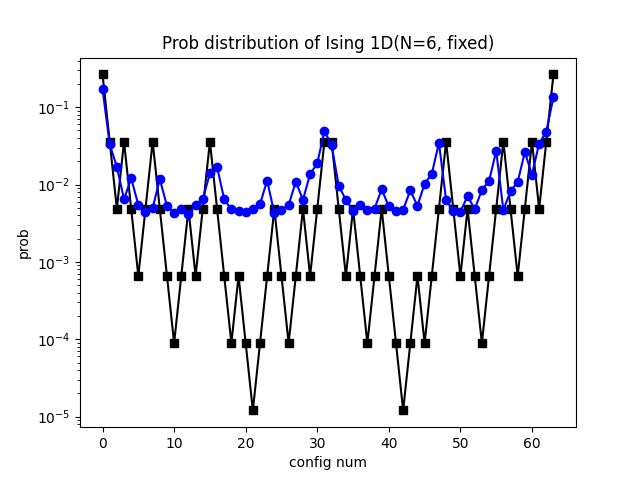 Prob distribution of Ising 1D(N=6, fixed)
prob
10⁻¹
10⁻²
10⁻³
10⁻⁴
10⁻⁵
0 10 20 30 40 50 60
config num